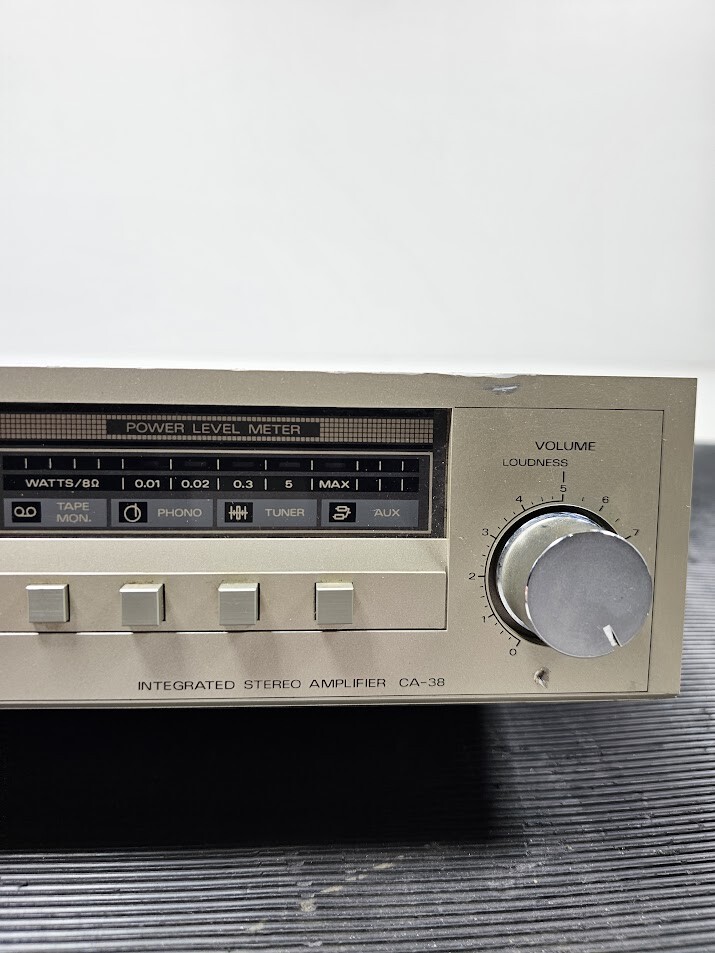 POWER LEVEL METER
WATTS/8Ω | 0.01 | 0.02 | 0.3 | 5 | MAX |
TAPE MON.
PHONO
TUNER
AUX
INTEGRATED STEREO AMPLIFIER CA-38
VOLUME
LOUDNESS
0 1 2 3 4 5 6 7